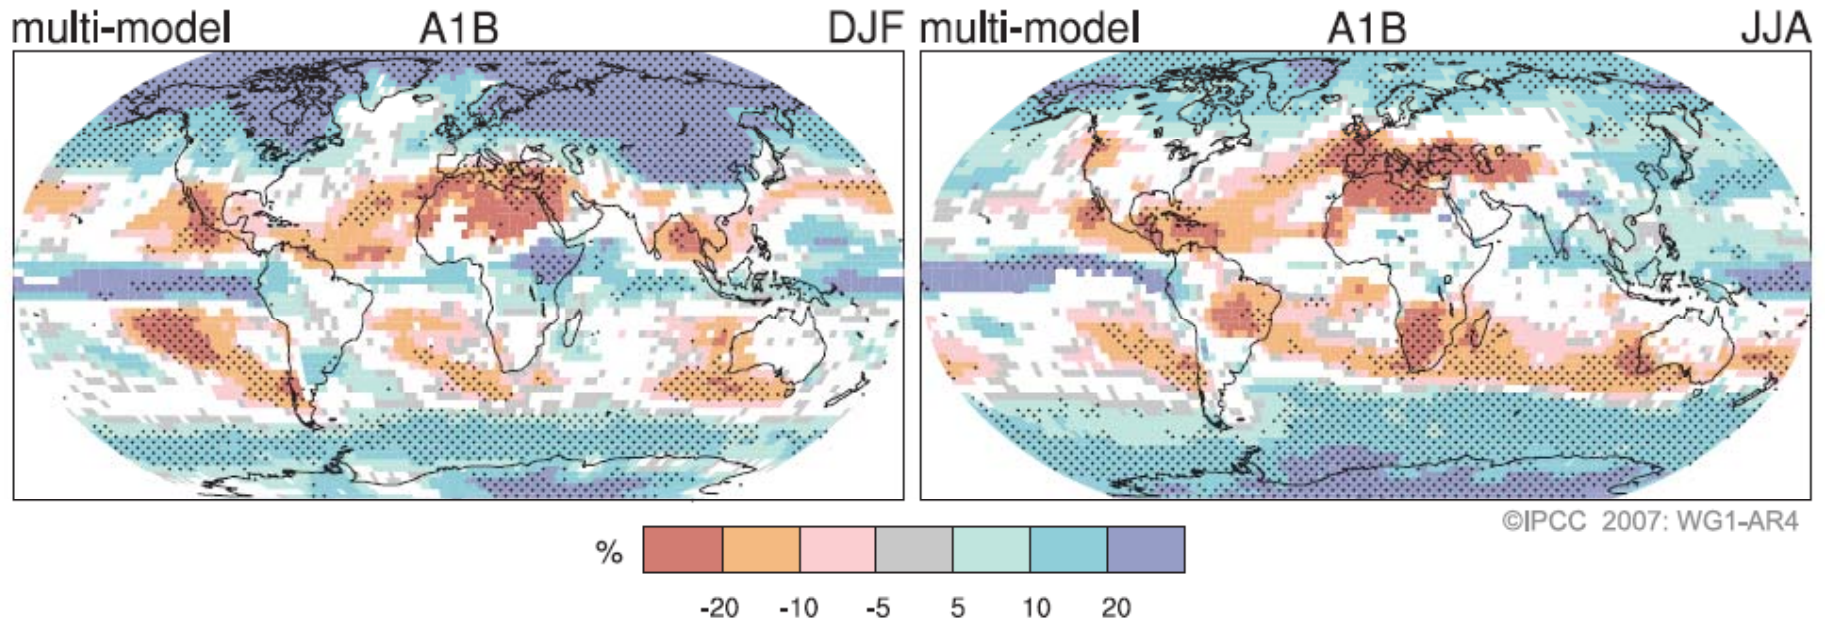 multi-model A1B DJF
multi-model A1B JJA
©IPCC 2007: WG1-AR4
%
-20 -10 -5 5 10 20